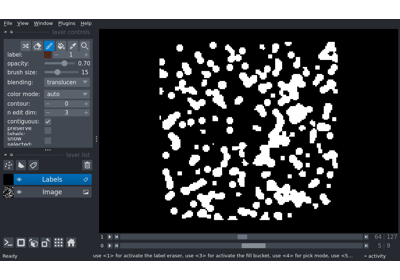 File View Window Plugins Help
layer controls
label: 1
opacity: 0.70
brush size: 15
blending: translucen
color mode: auto
contour: 0
n edit dim: 3
contiguous:
preserve labels:
show selected:
layer list
Labels
Image
1 64 127
0 5 9
Ready
use <1> for activate the label eraser, use <3> for activate the fill bucket, use <4> for pick mode, use <5...
activity